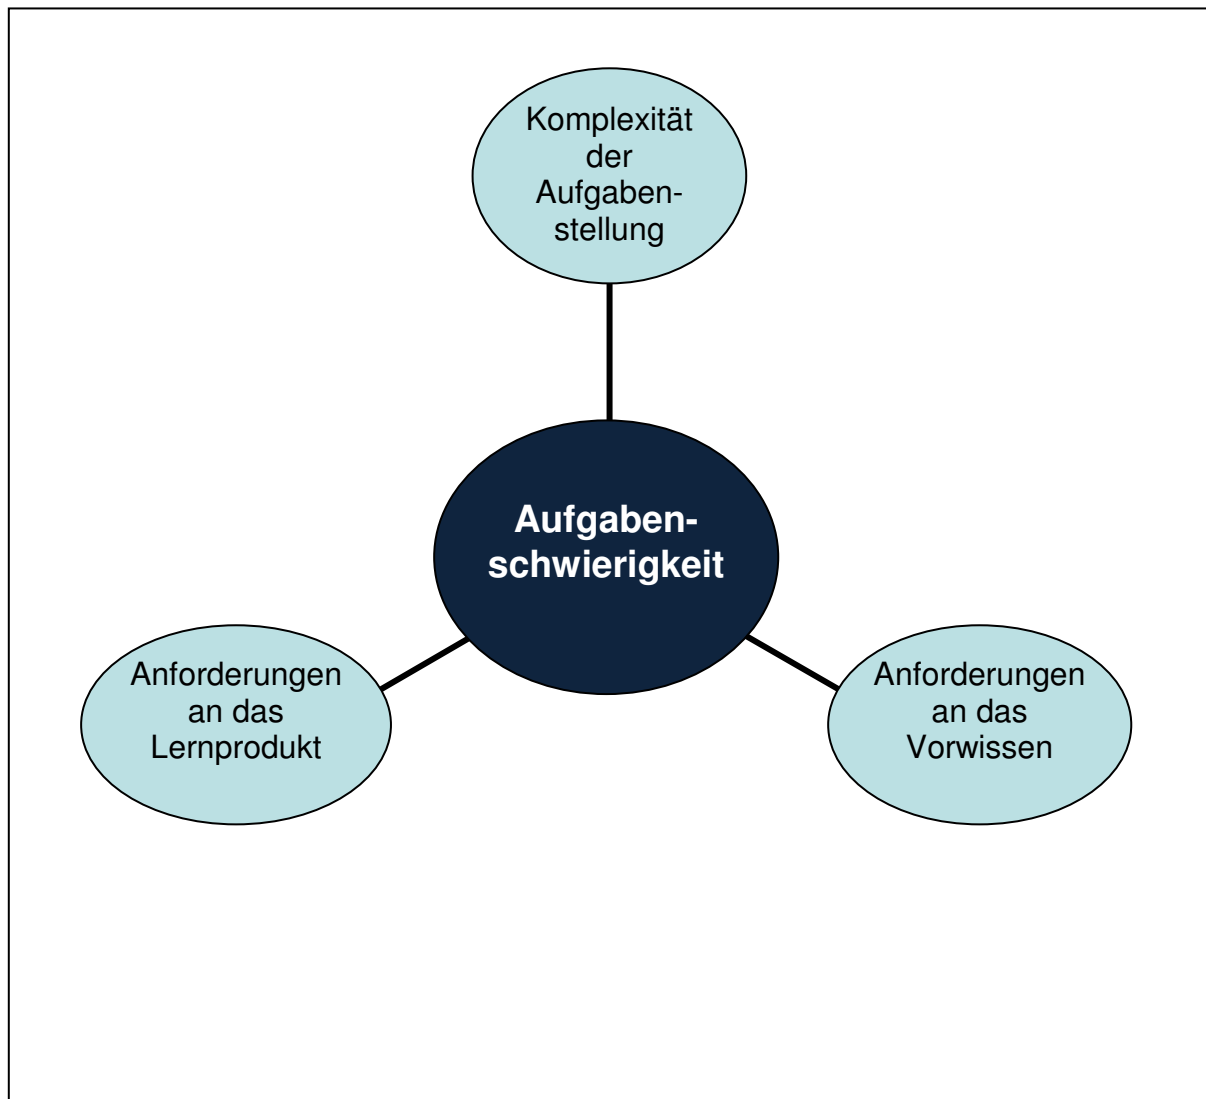 Komplexität
der
Aufgaben-
stellung
Aufgaben-
schwierigkeit
Anforderungen
an das
Lernprodukt
Anforderungen
an das
Vorwissen